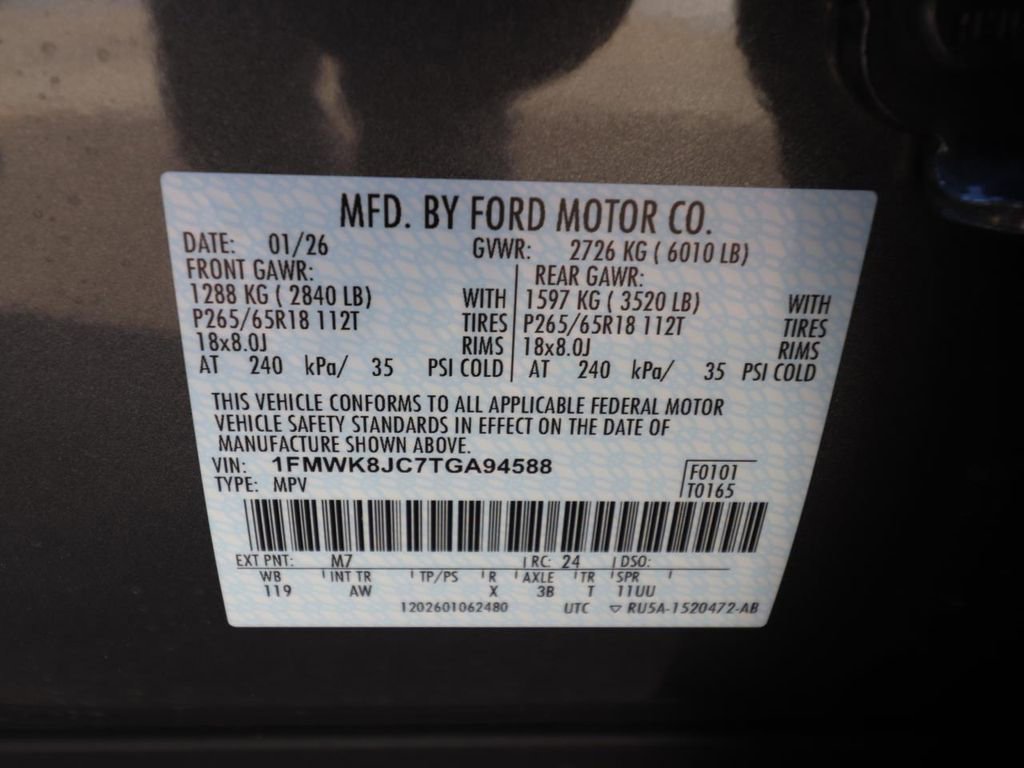 MFD. BY FORD MOTOR CO.
DATE: 01/26 GVWR: 2726 KG ( 6010 LB)
FRONT GAWR: REAR GAWR:
1288 KG ( 2840 LB) WITH 1597 KG ( 3520 LB) WITH
P265/65R18 112T TIRES P265/65R18 112T TIRES
18x8.0J RIMS 18x8.0J RIMS
AT 240 kPa/ 35 PSI COLD AT 240 kPa/ 35 PSI COLD
THIS VEHICLE CONFORMS TO ALL APPLICABLE FEDERAL MOTOR
VEHICLE SAFETY STANDARDS IN EFFECT ON THE DATE OF
MANUFACTURE SHOWN ABOVE.
VIN: 1FMWK8JC7TGA94588 F0101
TYPE: MPV T0165
EXT PNT: M7 RC: 24 DSO:
WB INT TR TP/PS R AXLE TR SPR
119 AW X 3B T 11UU
1202601062480 UTC ▽ RU5A-1520472-AB